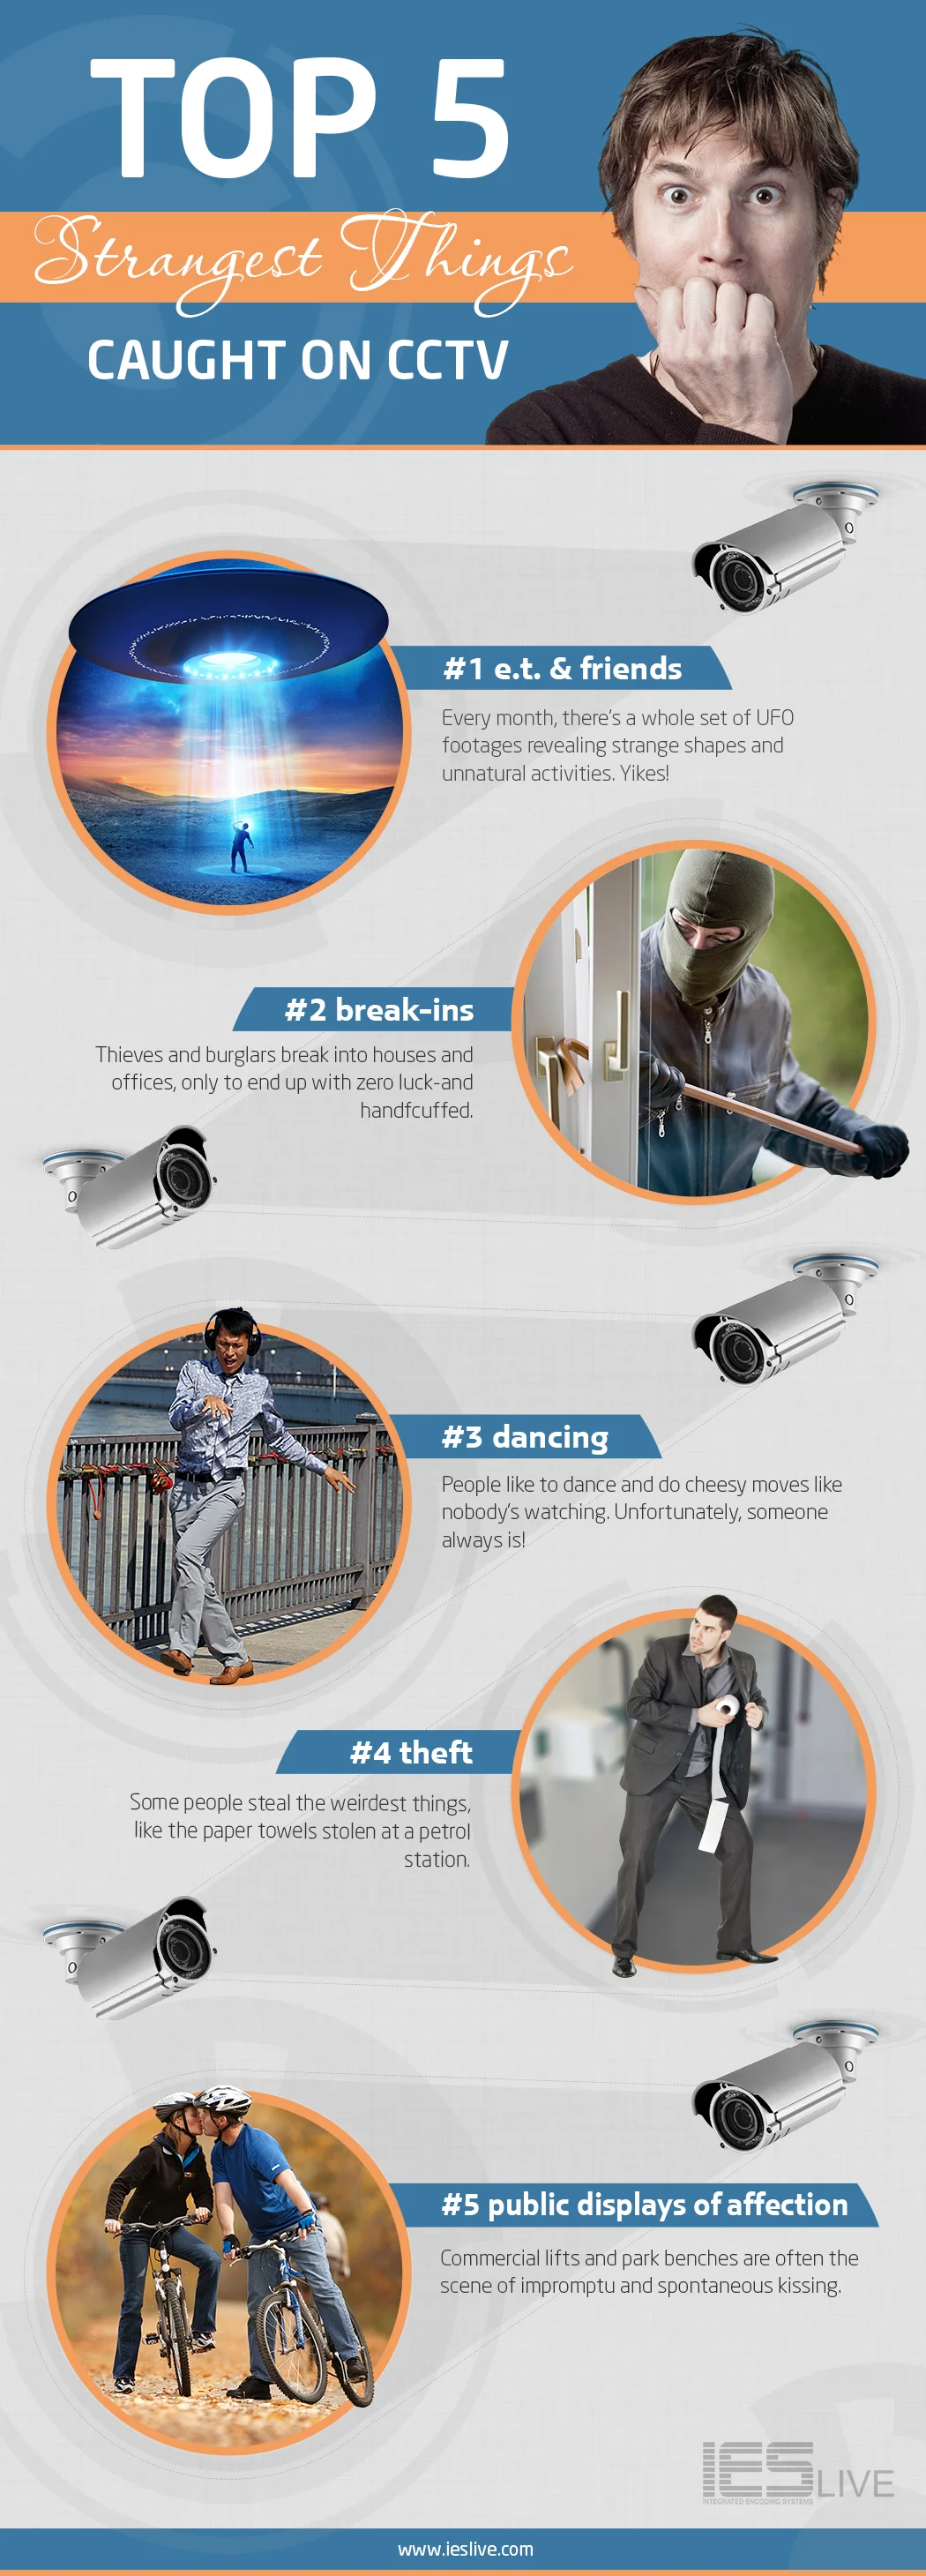 TOP 5
Strangest Things
CAUGHT ON CCTV
#1 e.t. & friends
Every month, there's a whole set of UFO
footages revealing strange shapes and
unnatural activities. Yikes!
#2 break-ins
Thieves and burglars break into houses and
offices, only to end up with zero luck-and
handfcuffed.
#3 dancing
People like to dance and do cheesy moves like
nobody's watching. Unfortunately, someone
always is!
#4 theft
Some people steal the weirdest things,
like the paper towels stolen at a petrol
station.
#5 public displays of affection
Commercial lifts and park benches are often the
scene of impromptu and spontaneous kissing.
IES LIVE
INTEGRATED ENCODING SYSTEMS
www.ieslive.com